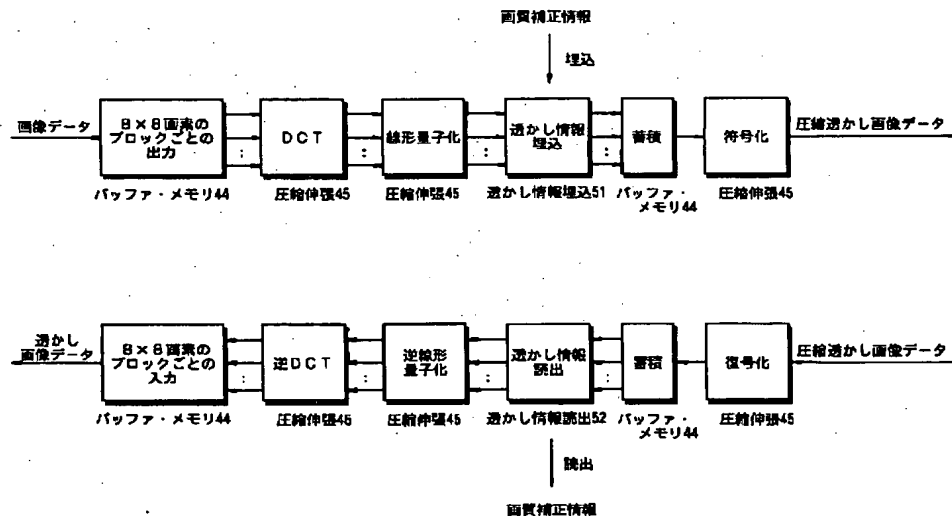 画質補正情報
埋込
画像データ
8×8画素の
ブロックごとの
出力
DCT
線形量子化
透かし情報
埋込
蓄積
符号化
圧縮透かし画像データ
バッファ・メモリ44
圧縮伸張45
圧縮伸張45
透かし情報埋込51
バッファ・
メモリ44
圧縮伸張45
透かし
画像データ
8×8画素の
ブロックごとの
入力
逆DCT
逆線形
量子化
透かし情報
読出
蓄積
復号化
圧縮透かし画像データ
バッファ・メモリ44
圧縮伸張45
圧縮伸張45
透かし情報読出52
バッファ・
メモリ44
圧縮伸張45
読出
画質補正情報